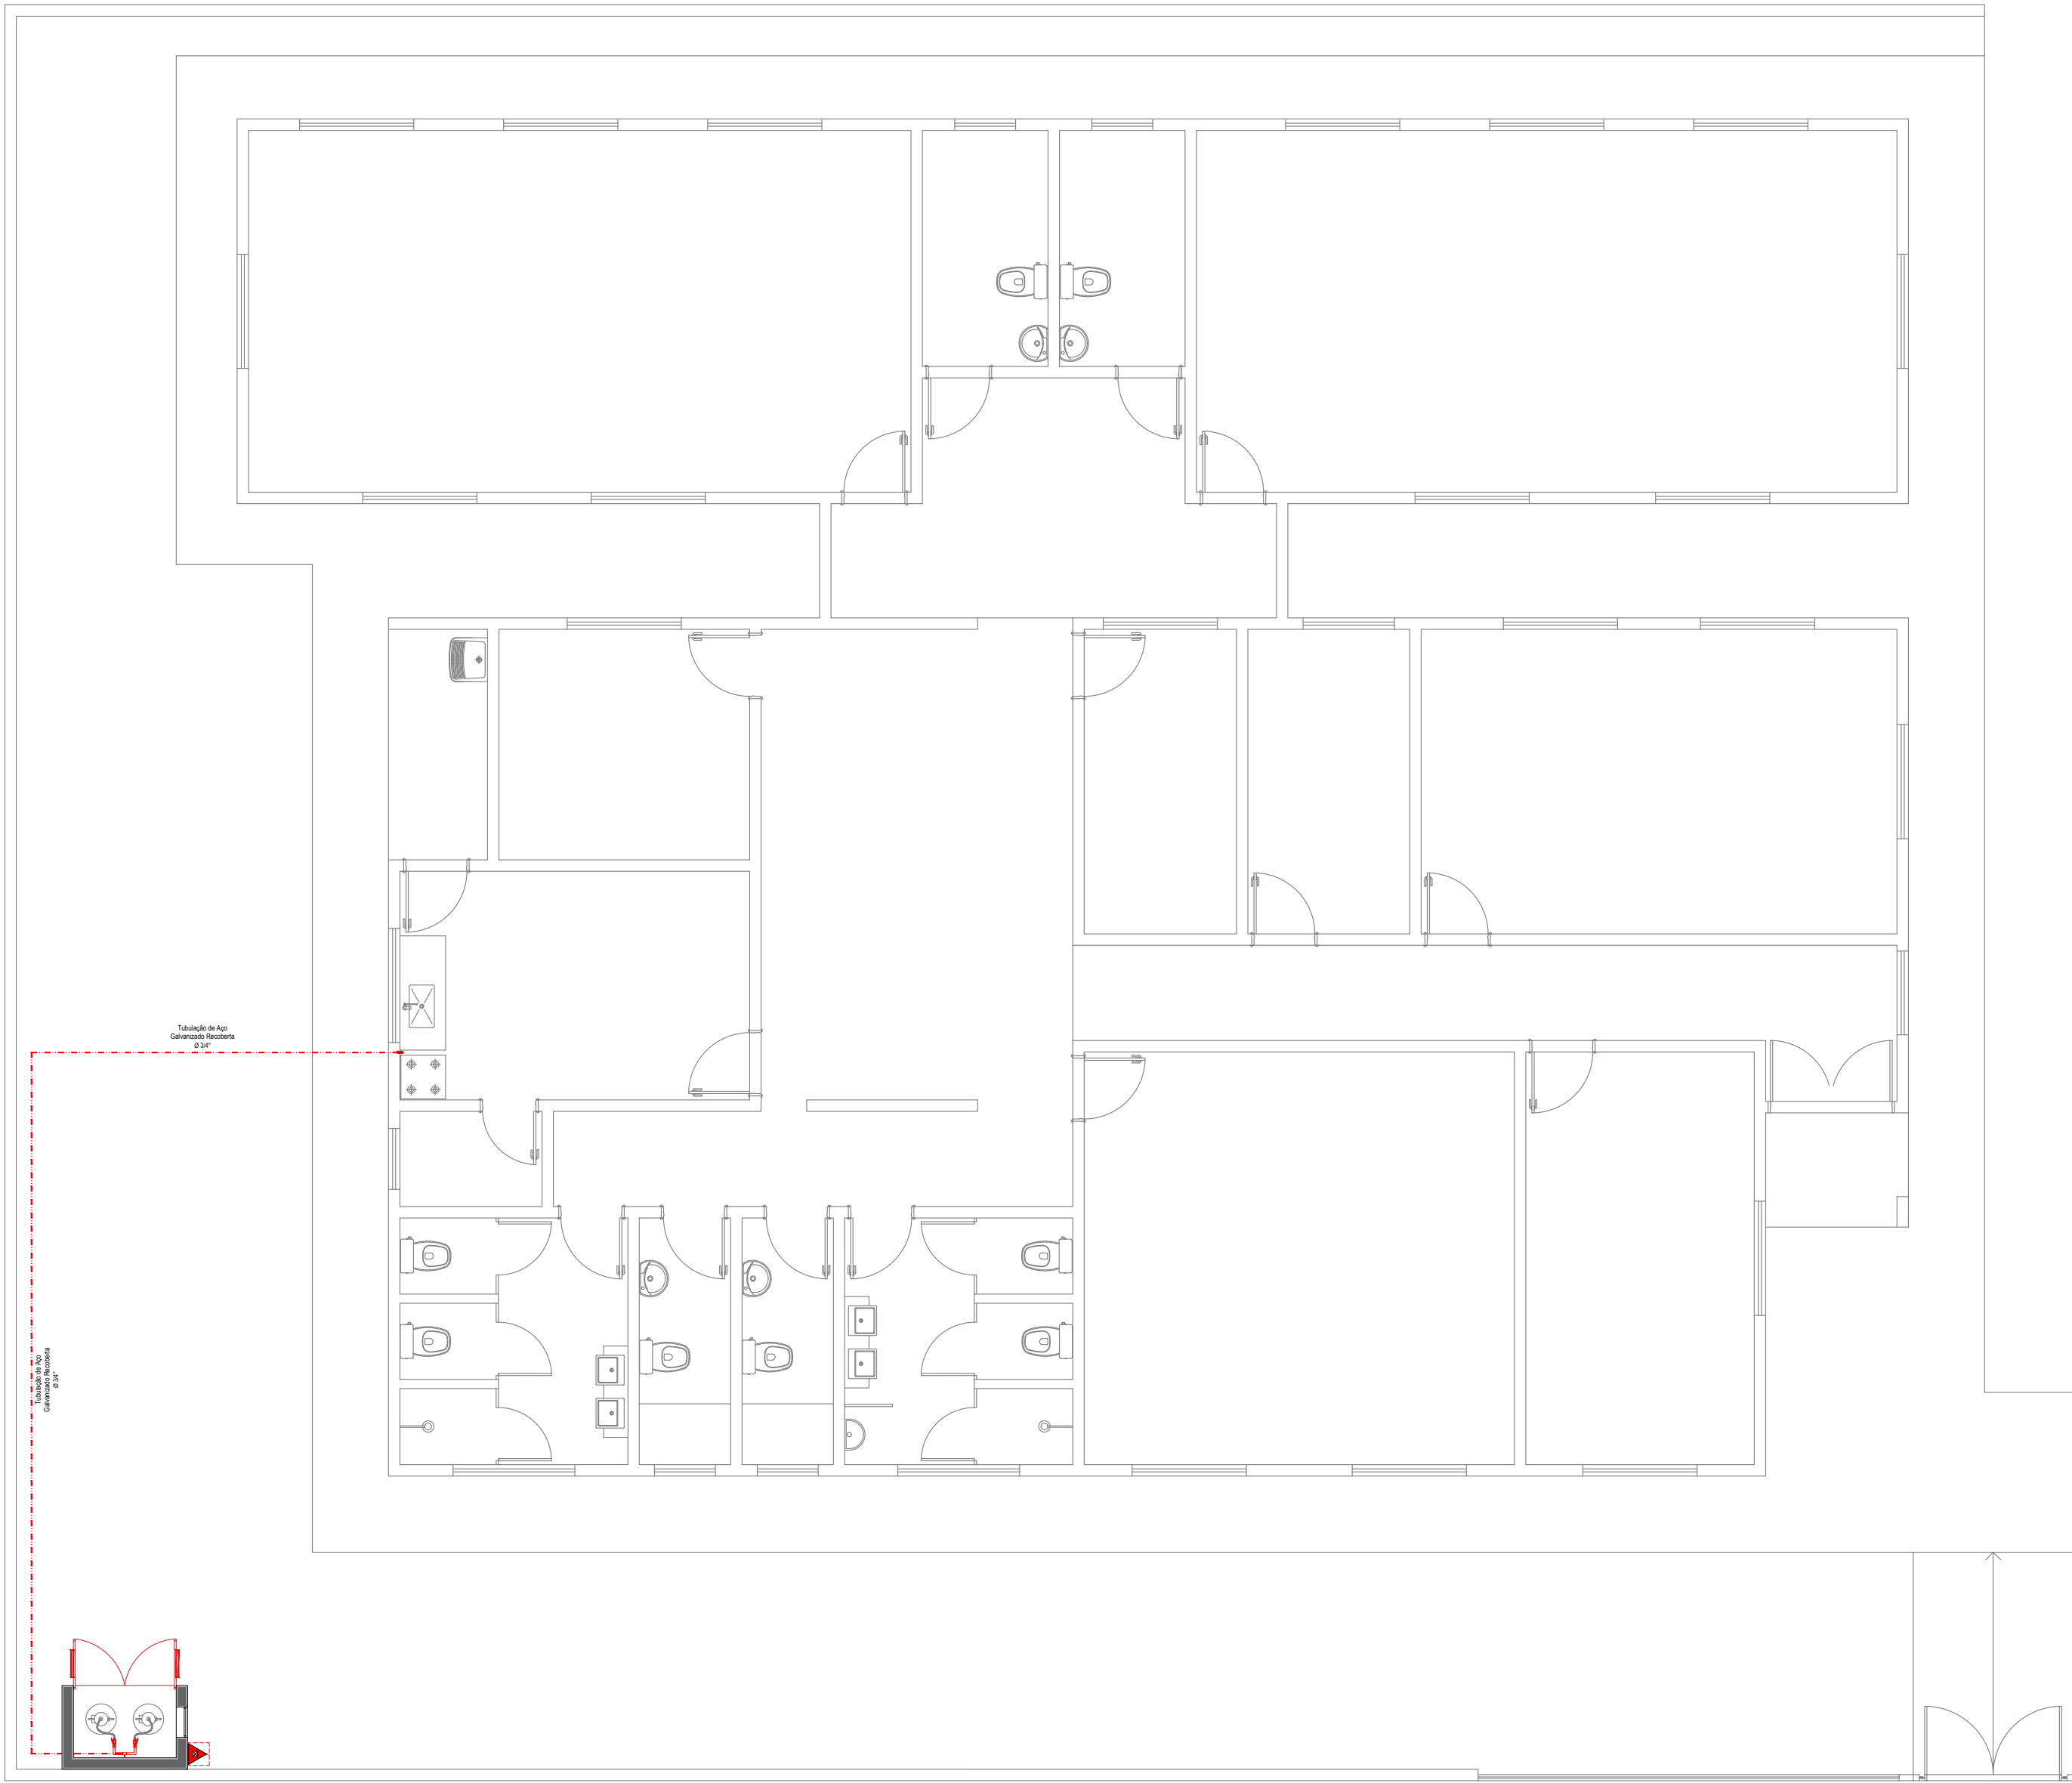 Tubulação de Aço
Galvanizado Recoberta
Ø 3/4"
Tubulação de Aço
Galvanizado Recoberta
Ø 3/4"